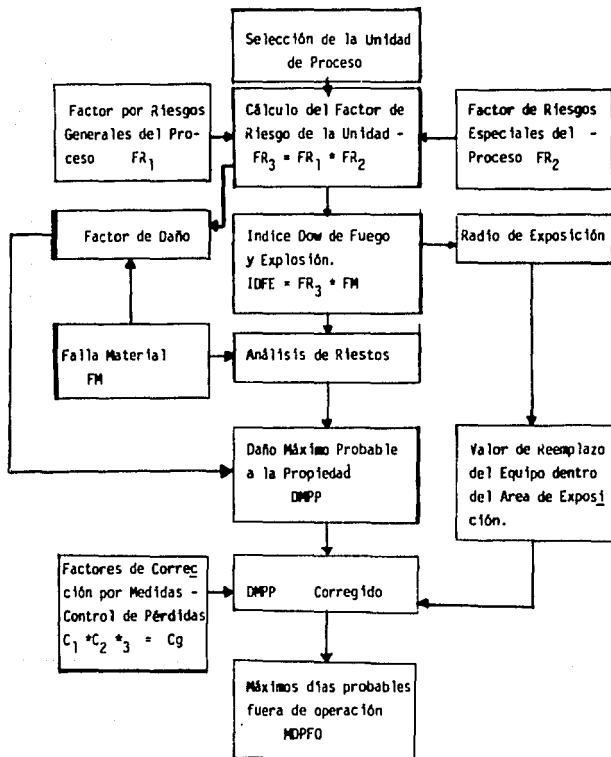 Selección de la Unidad
de Proceso
Factor por Riesgos
Generales del Pro-
ceso FR1
Cálculo del Factor de
Riesgo de la Unidad -
FR3 = FR1 * FR2
Factor de Riesgos
Especiales del -
Proceso FR2
Factor de Daño
Indice Dow de Fuego
y Explosión.
IDFE = FR3 * FM
Radio de Exposición
Falla Material
FM
Análisis de Riestos
Daño Máximo Probable
a la Propiedad
DMPP
Valor de Reemplazo
del Equipo dentro
del Area de Exposi
ción.
Factores de Correc
ción por Medidas -
Control de Pérdidas
C1 *C2 *3 = Cg
DMPP Corregido
Máximos días probables
fuera de operación
MDPFO